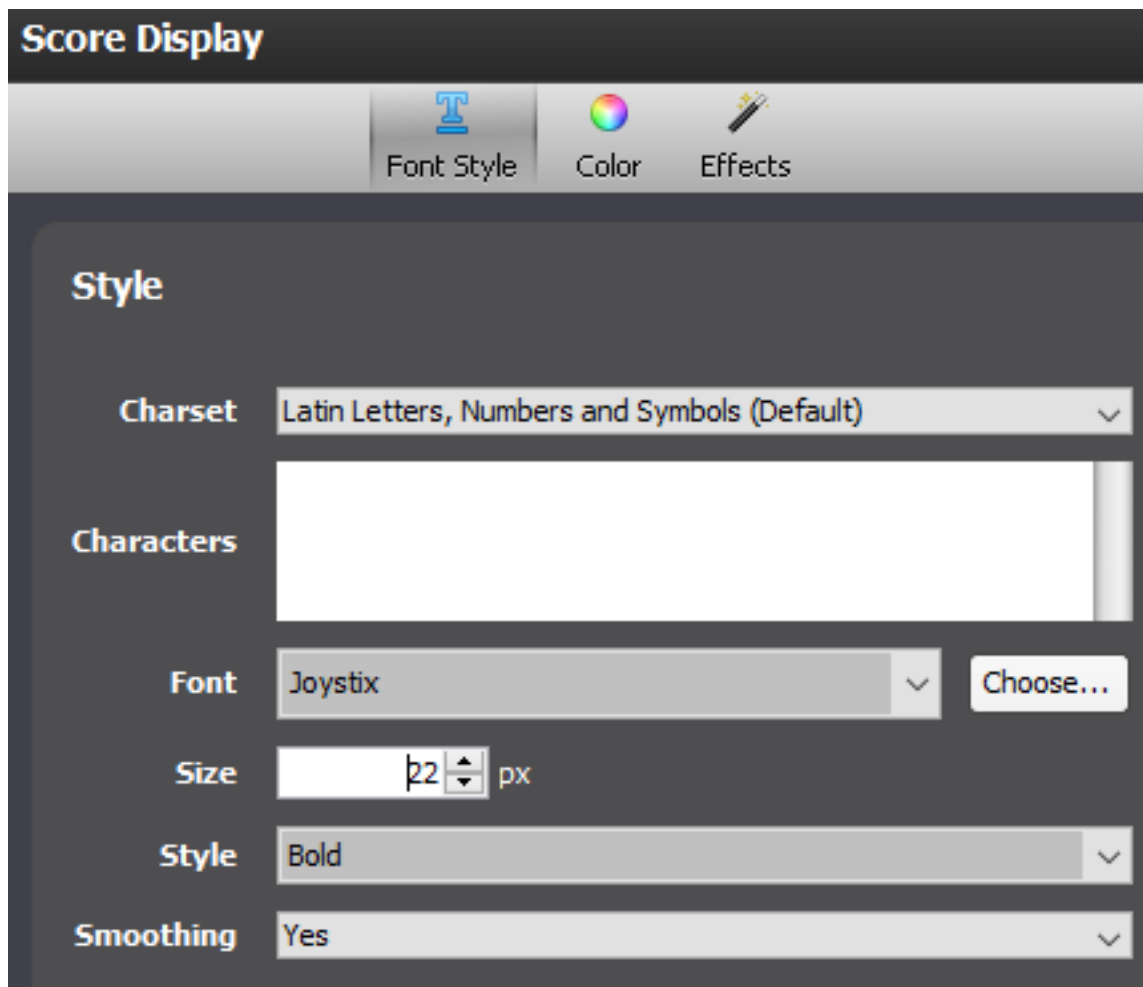 Score Display
Font Style Color Effects
Style
Charset Latin Letters, Numbers and Symbols (Default)
Characters
Font Joystix Choose...
Size 22 px
Style Bold
Smoothing Yes